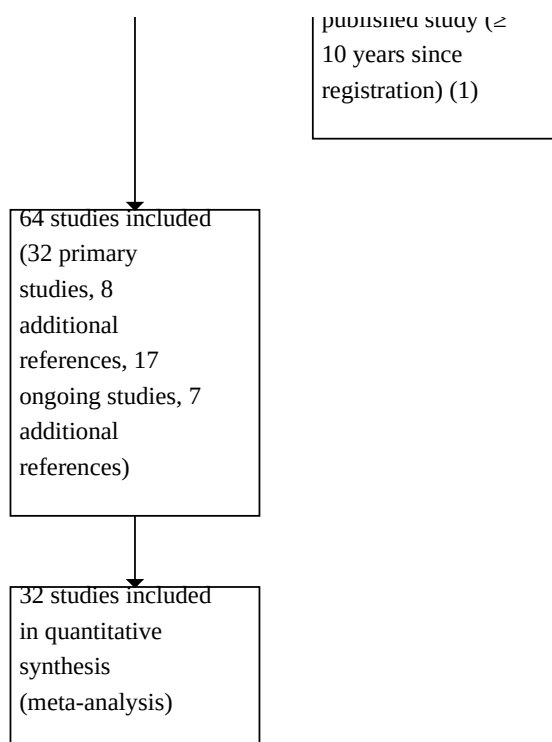 published study (≥
10 years since
registration) (1)
64 studies included
(32 primary
studies, 8
additional
references, 17
ongoing studies, 7
additional
references)
32 studies included
in quantitative
synthesis
(meta-analysis)